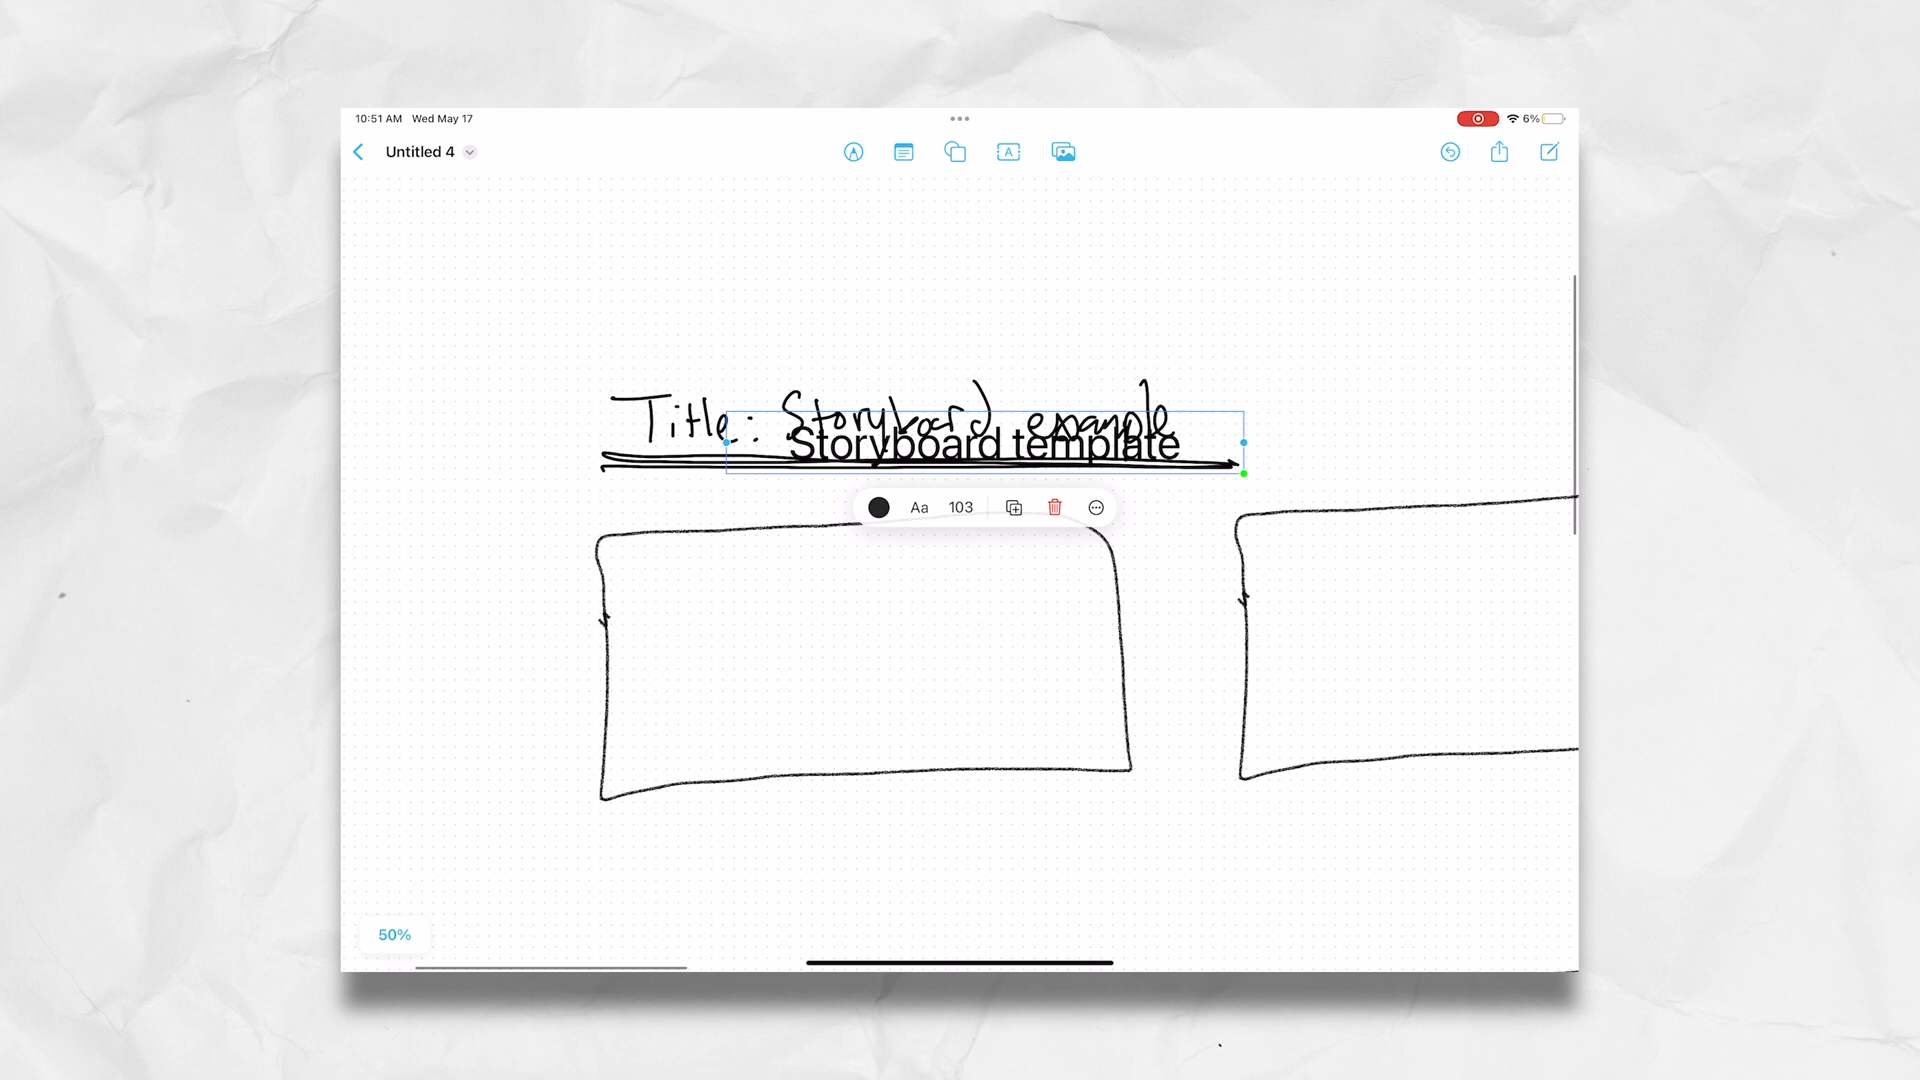 10:51 AM Wed May 17
6%
Untitled 4
A
Title: Storyboard example
Storyboard template
Aa 103
50%